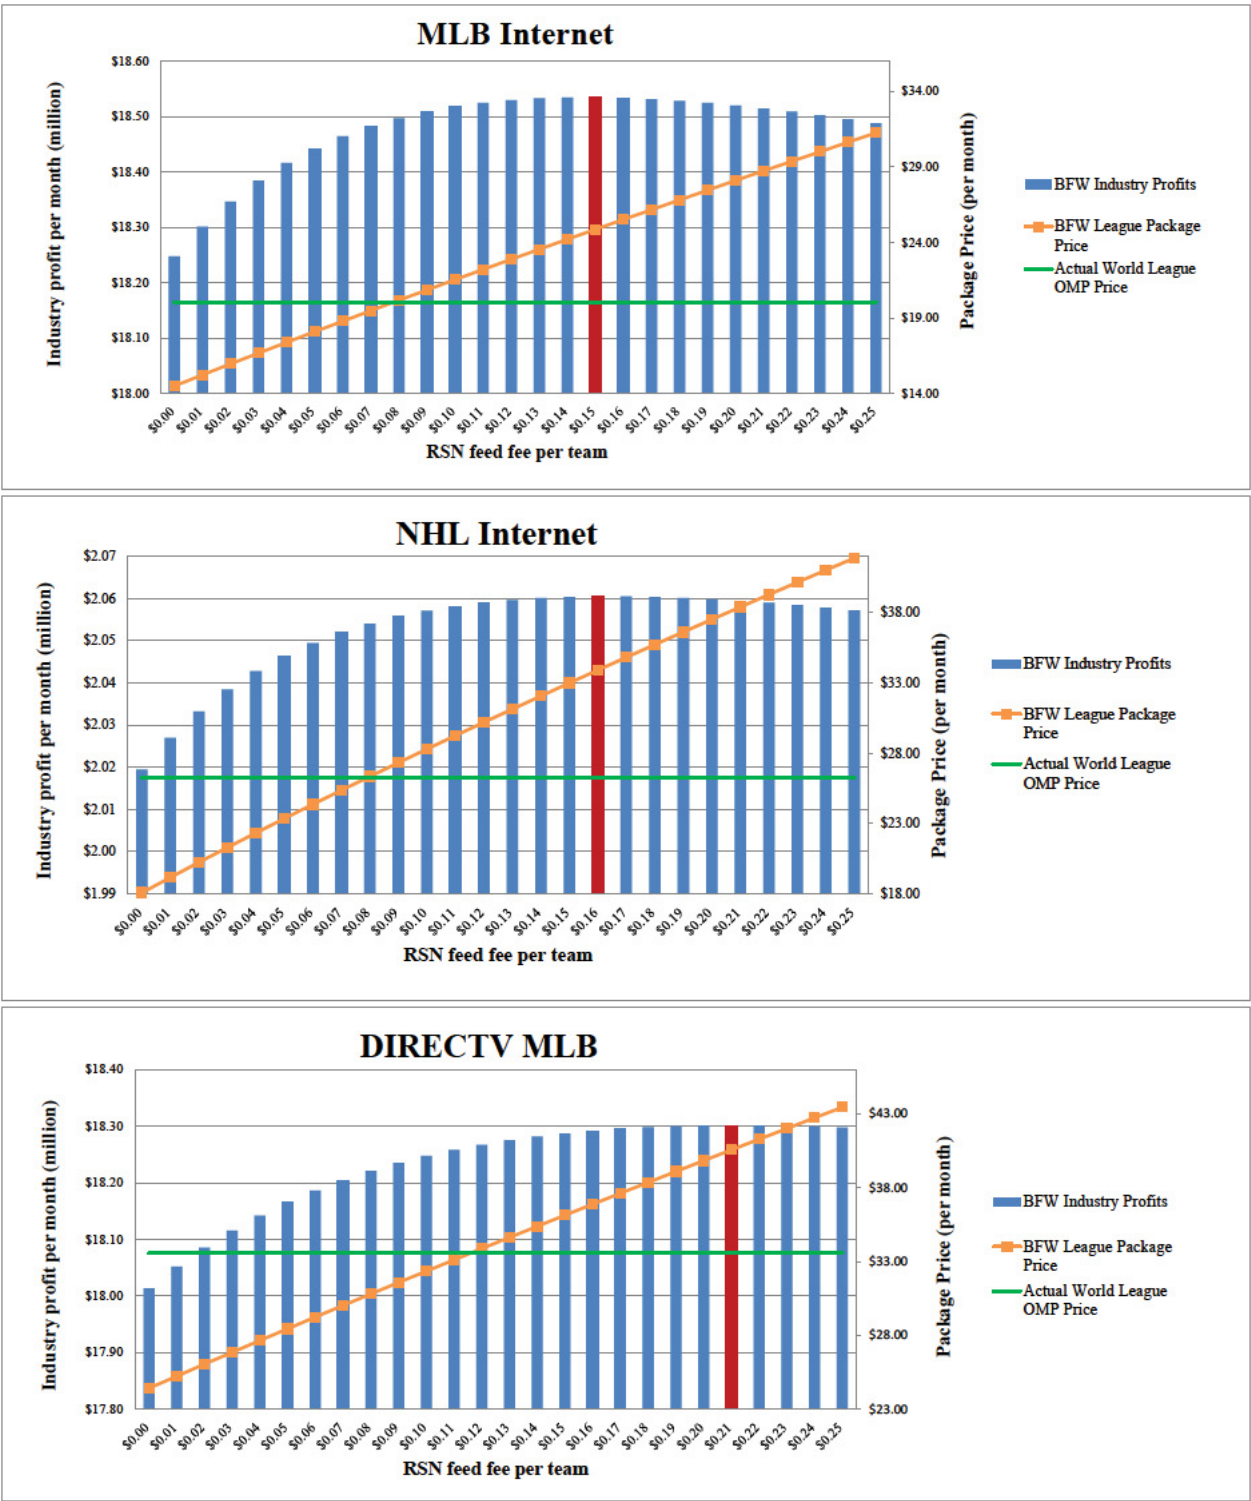 MLB Internet
Industry profit per month (million)
$18.60
$18.50
$18.40
$18.30
$18.20
$18.10
$18.00
$34.00
$29.00
$24.00
$19.00
$14.00
Package Price (per month)
$0.00 $0.01 $0.02 $0.03 $0.04 $0.05 $0.06 $0.07 $0.08 $0.09 $0.10 $0.11 $0.12 $0.13 $0.14 $0.15 $0.16 $0.17 $0.18 $0.19 $0.20 $0.21 $0.22 $0.23 $0.24 $0.25
RSN feed fee per team
BFW Industry Profits
BFW League Package
Price
Actual World League
OMP Price
NHL Internet
Industry profit per month (million)
$2.07
$2.06
$2.05
$2.04
$2.03
$2.02
$2.01
$2.00
$1.99
$38.00
$33.00
$28.00
$23.00
$18.00
Package Price (per month)
$0.00 $0.01 $0.02 $0.03 $0.04 $0.05 $0.06 $0.07 $0.08 $0.09 $0.10 $0.11 $0.12 $0.13 $0.14 $0.15 $0.16 $0.17 $0.18 $0.19 $0.20 $0.21 $0.22 $0.23 $0.24 $0.25
RSN feed fee per team
BFW Industry Profits
BFW League Package
Price
Actual World League
OMP Price
DIRECTV MLB
Industry profit per month (million)
$18.40
$18.30
$18.20
$18.10
$18.00
$17.90
$17.80
$43.00
$38.00
$33.00
$28.00
$23.00
Package Price (per month)
$0.00 $0.01 $0.02 $0.03 $0.04 $0.05 $0.06 $0.07 $0.08 $0.09 $0.10 $0.11 $0.12 $0.13 $0.14 $0.15 $0.16 $0.17 $0.18 $0.19 $0.20 $0.21 $0.22 $0.23 $0.24 $0.25
RSN feed fee per team
BFW Industry Profits
BFW League Package
Price
Actual World League
OMP Price